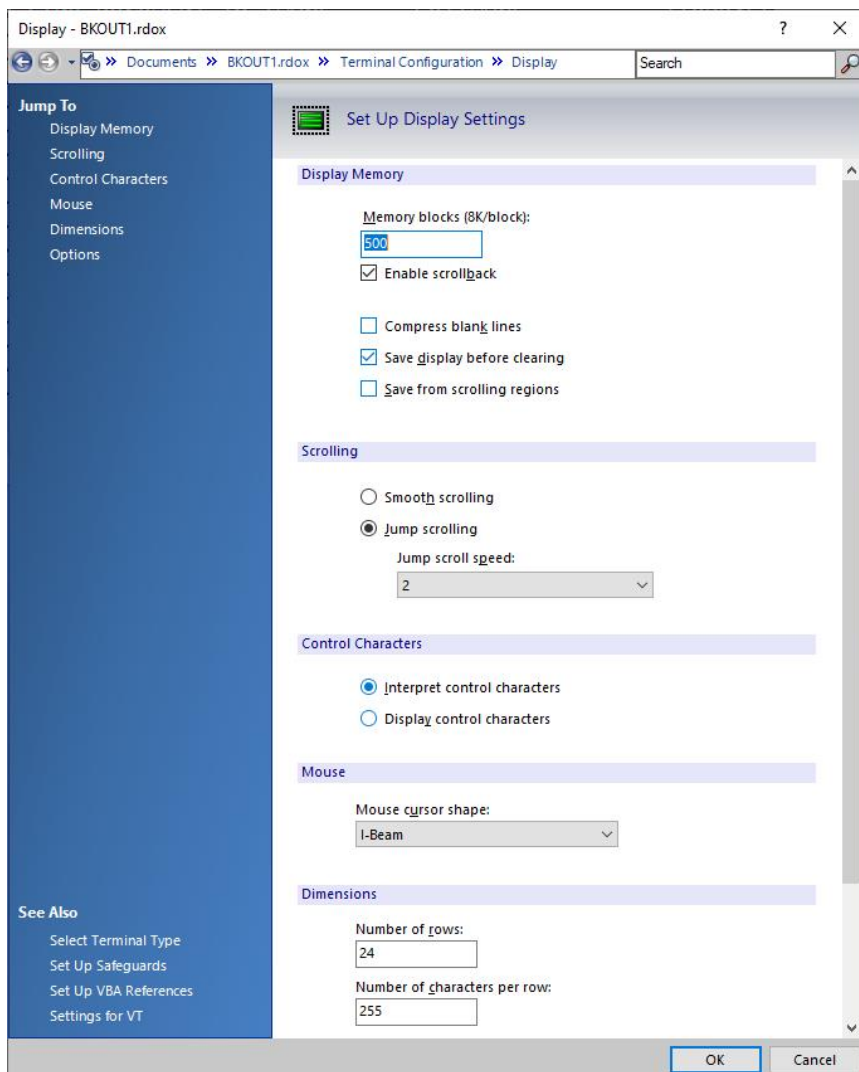 Display - BKOUT1.rdox
? ×
» Documents » BKOUT1.rdox » Terminal Configuration » Display
Search
Jump To
Display Memory
Scrolling
Control Characters
Mouse
Dimensions
Options
See Also
Select Terminal Type
Set Up Safeguards
Set Up VBA References
Settings for VT
Set Up Display Settings
Display Memory
Memory blocks (8K/block):
500
Enable scrollback
Compress blank lines
Save display before clearing
Save from scrolling regions
Scrolling
Smooth scrolling
Jump scrolling
Jump scroll speed:
2
Control Characters
Interpret control characters
Display control characters
Mouse
Mouse cursor shape:
I-Beam
Dimensions
Number of rows:
24
Number of characters per row:
255
OK
Cancel